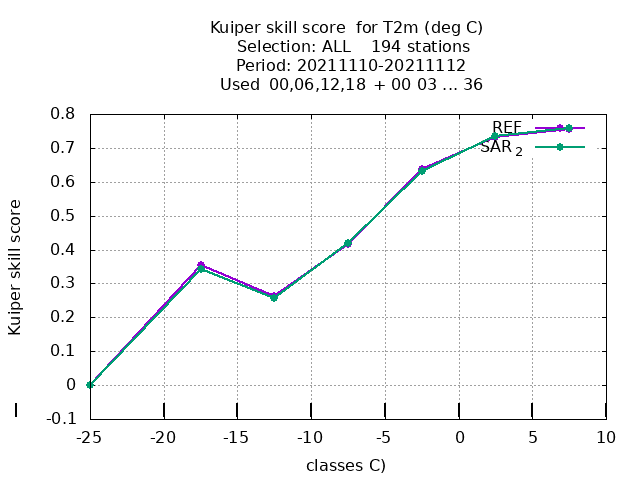 Kuiper skill score for T2m (deg C)
Selection: ALL 194 stations
Period: 20211110-20211112
Used 00,06,12,18 + 00 03 ... 36
0.8
0.7
0.6
0.5
0.4
0.3
0.2
0.1
0
-0.1
Kuiper skill score
REF
SAR 2
-25
-20
-15
-10
-5
0
5
10
classes C)